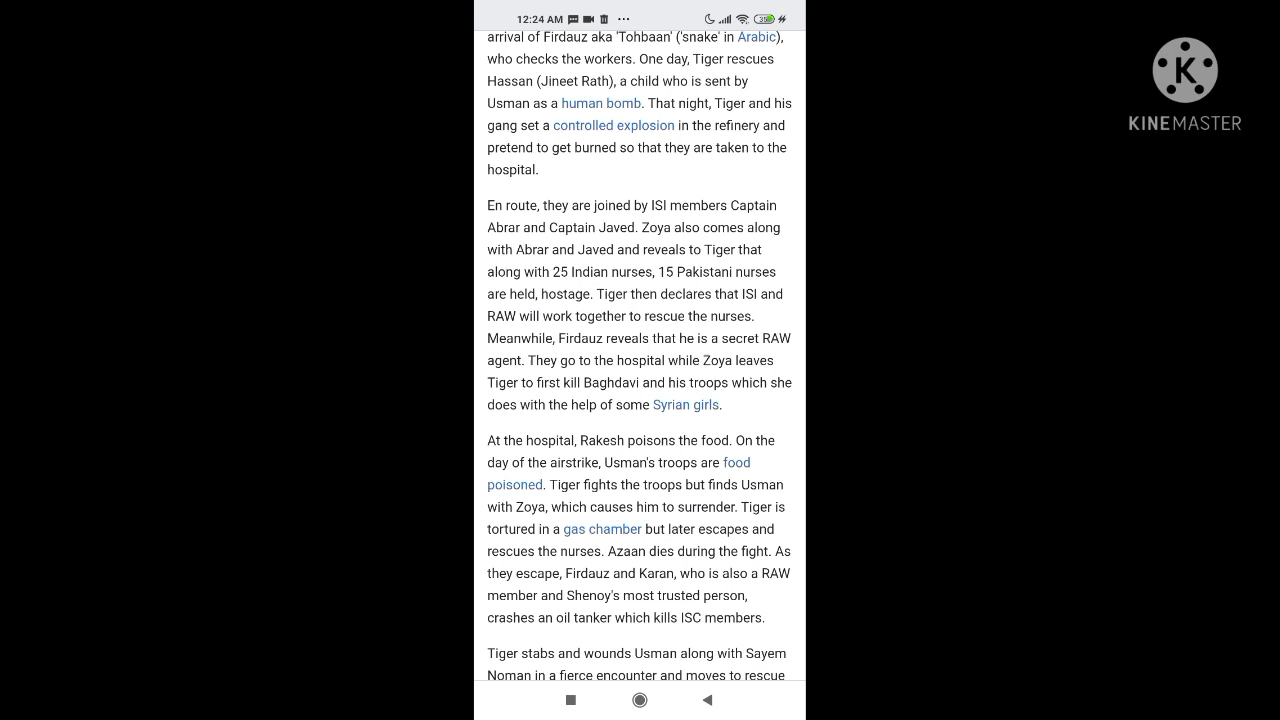 12:24 AM
35
K
KINEMASTER
arrival of Firdauz aka 'Tohbaan' ('snake' in Arabic),
who checks the workers. One day, Tiger rescues
Hassan (Jineet Rath), a child who is sent by
Usman as a human bomb. That night, Tiger and his
gang set a controlled explosion in the refinery and
pretend to get burned so that they are taken to the
hospital.
En route, they are joined by ISI members Captain
Abrar and Captain Javed. Zoya also comes along
with Abrar and Javed and reveals to Tiger that
along with 25 Indian nurses, 15 Pakistani nurses
are held, hostage. Tiger then declares that ISI and
RAW will work together to rescue the nurses.
Meanwhile, Firdauz reveals that he is a secret RAW
agent. They go to the hospital while Zoya leaves
Tiger to first kill Baghdavi and his troops which she
does with the help of some Syrian girls.
At the hospital, Rakesh poisons the food. On the
day of the airstrike, Usman's troops are food
poisoned. Tiger fights the troops but finds Usman
with Zoya, which causes him to surrender. Tiger is
tortured in a gas chamber but later escapes and
rescues the nurses. Azaan dies during the fight. As
they escape, Firdauz and Karan, who is also a RAW
member and Shenoy's most trusted person,
crashes an oil tanker which kills ISC members.
Tiger stabs and wounds Usman along with Sayem
Noman in a fierce encounter and moves to rescue